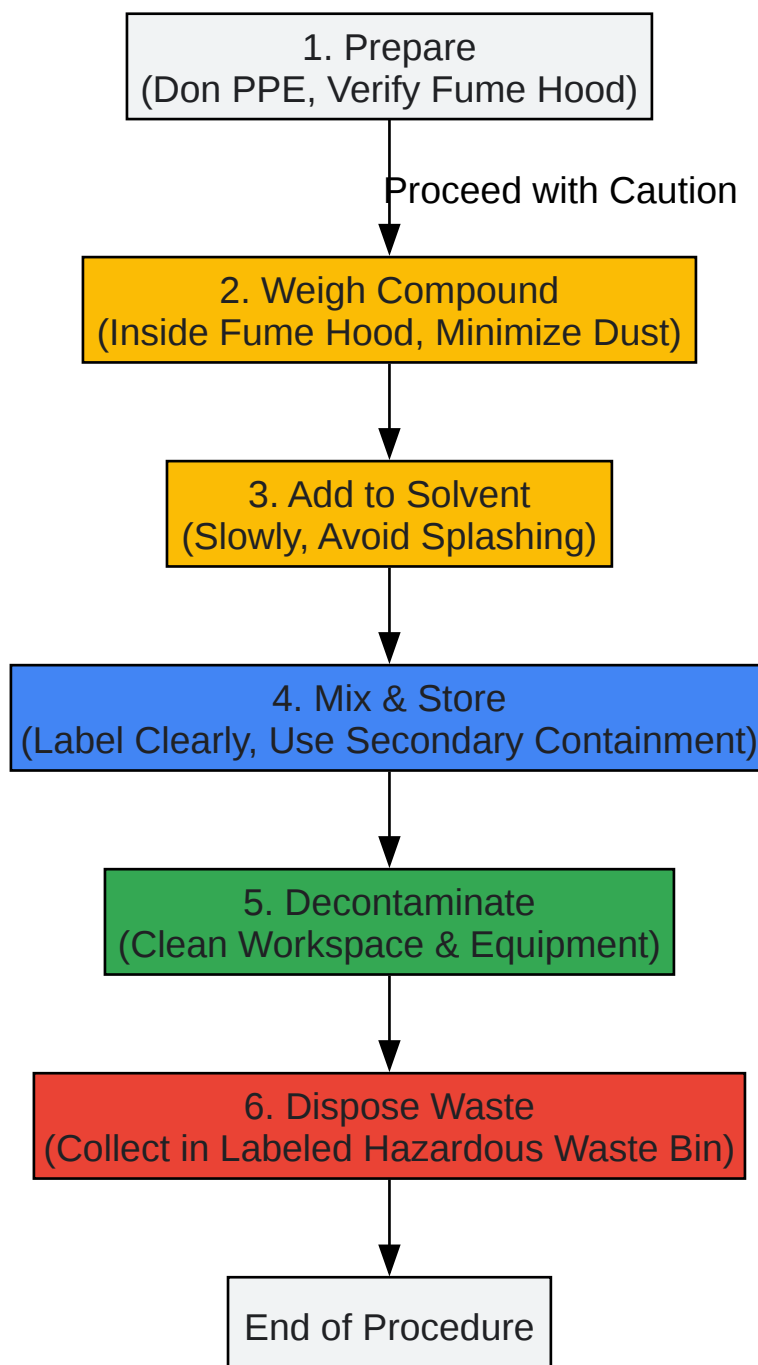 1. Prepare
(Don PPE, Verify Fume Hood)
Proceed with Caution
2. Weigh Compound
(Inside Fume Hood, Minimize Dust)
3. Add to Solvent
(Slowly, Avoid Splashing)
4. Mix & Store
(Label Clearly, Use Secondary Containment)
5. Decontaminate
(Clean Workspace & Equipment)
6. Dispose Waste
(Collect in Labeled Hazardous Waste Bin)
End of Procedure